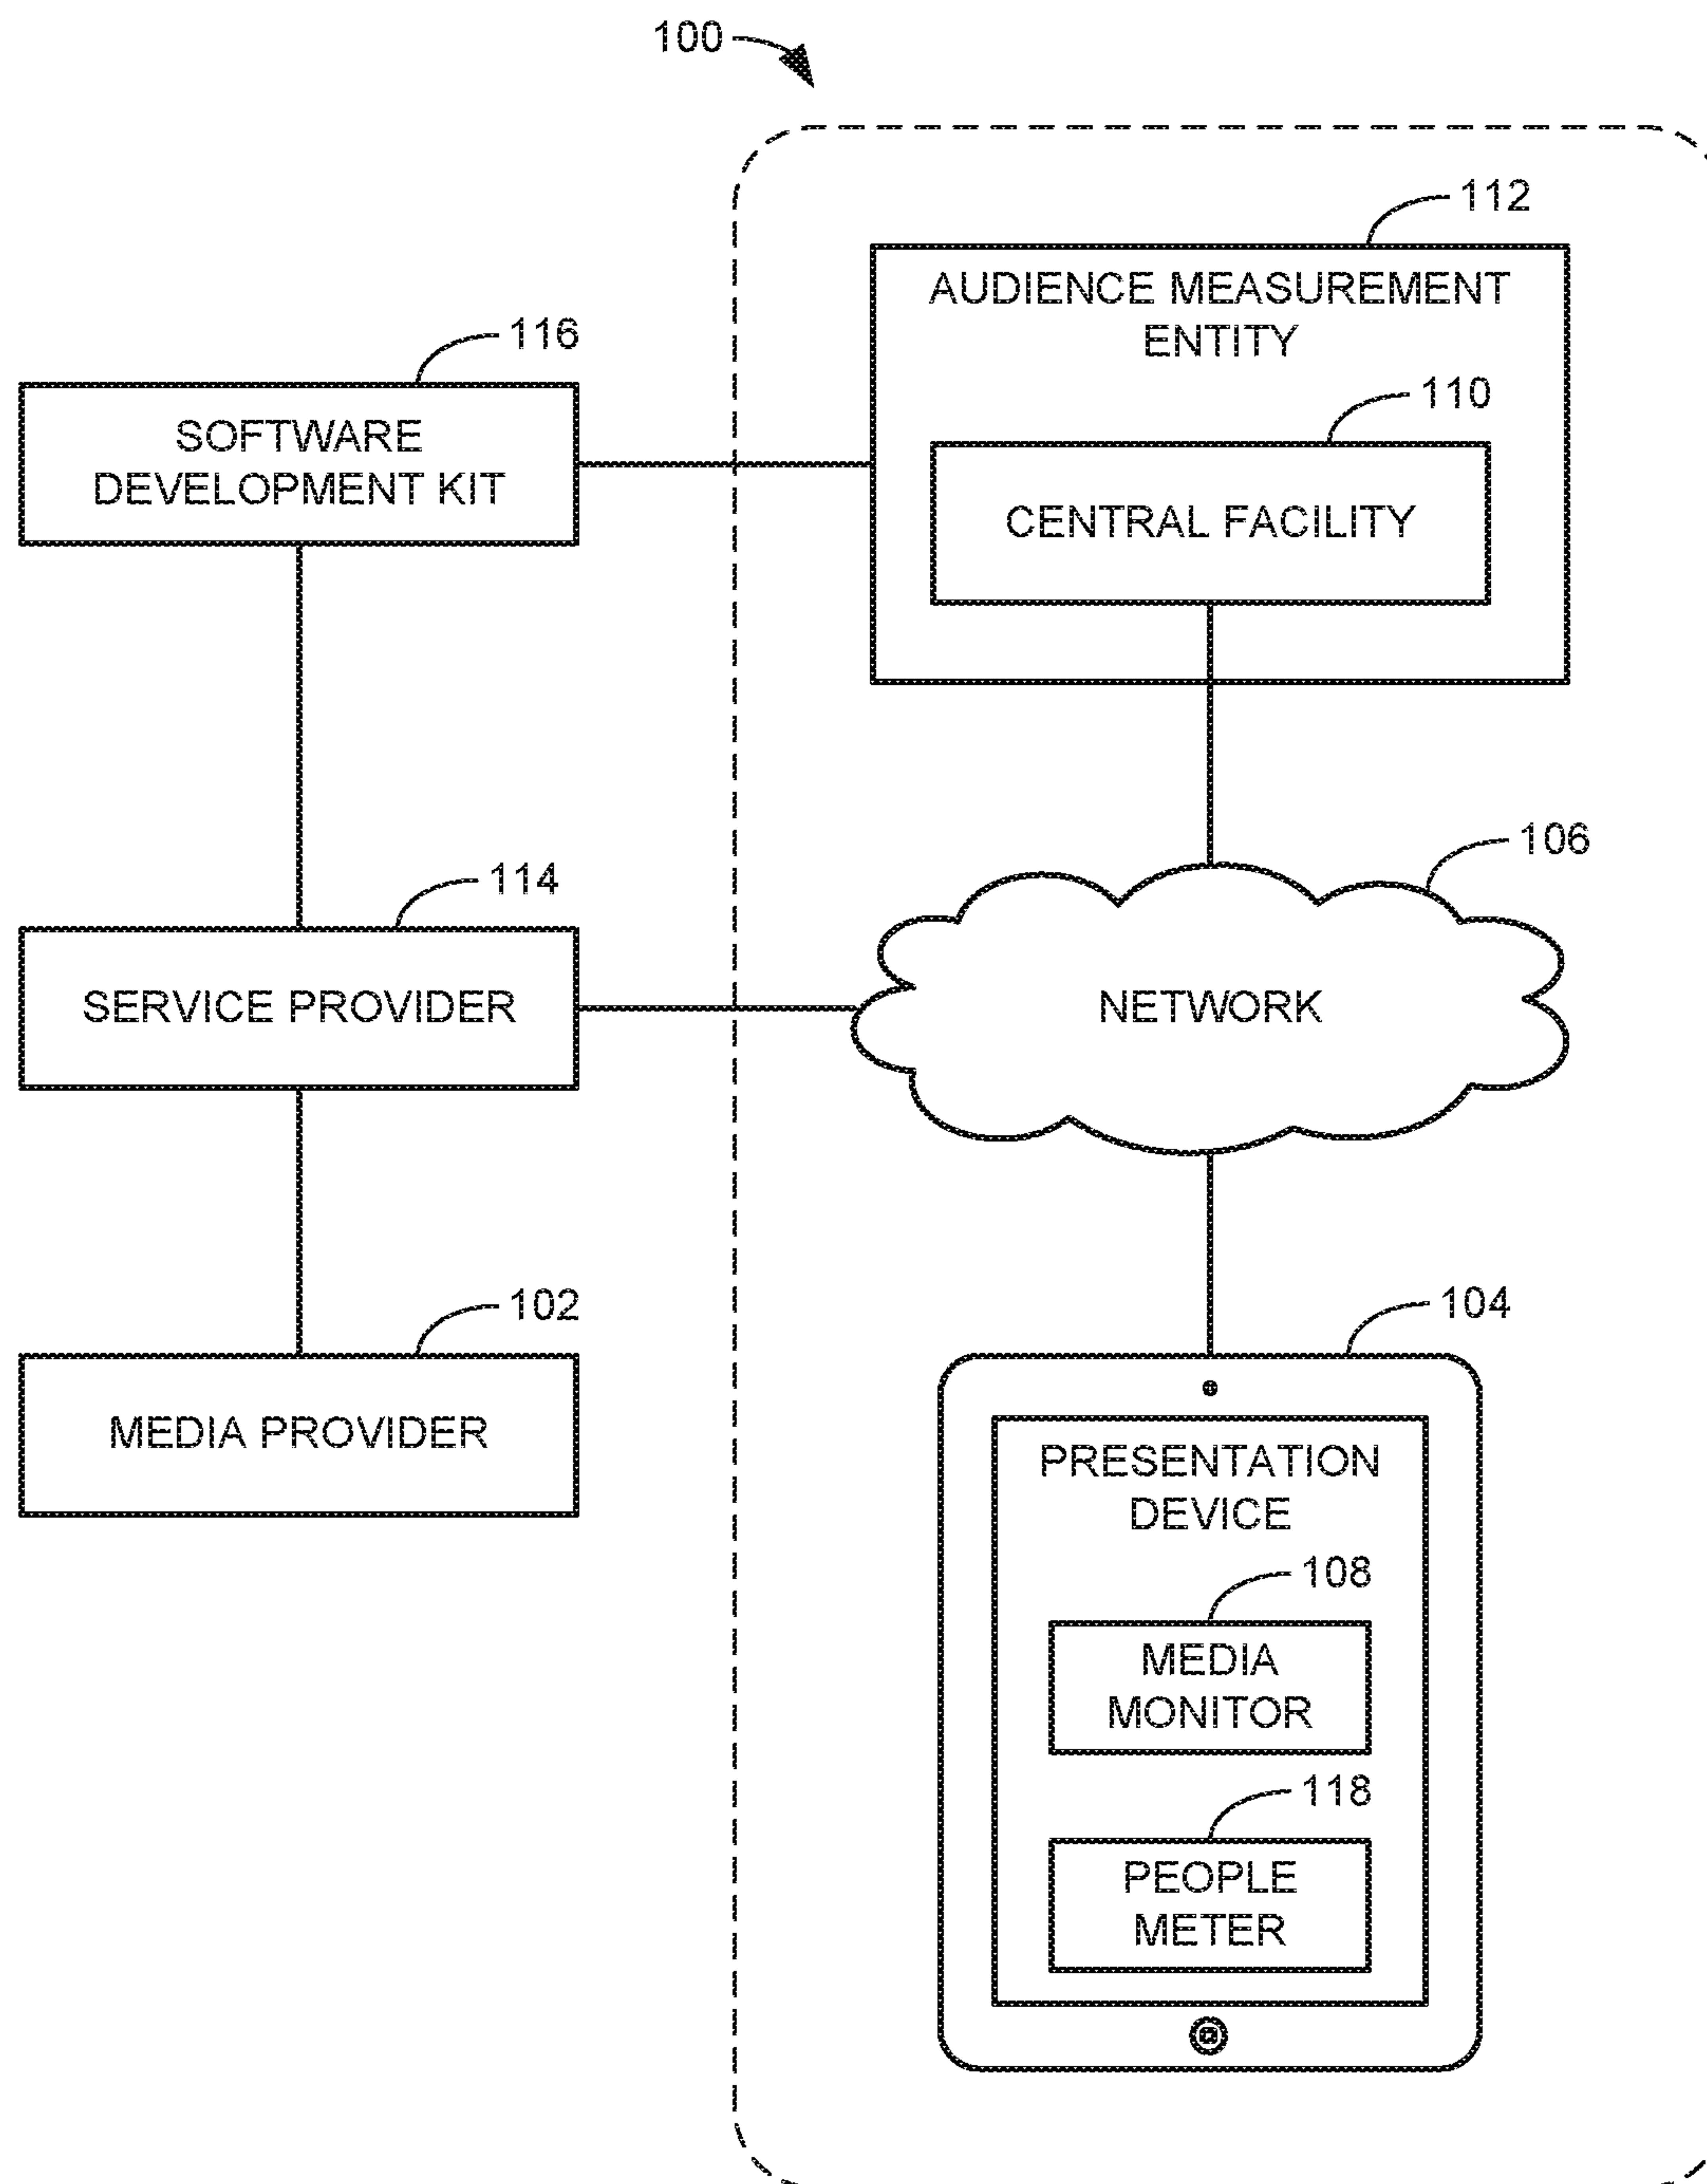 100
112
AUDIENCE MEASUREMENT
ENTITY
116
110
SOFTWARE
DEVELOPMENT KIT
CENTRAL FACILITY
106
114
SERVICE PROVIDER
NETWORK
102
104
MEDIA PROVIDER
PRESENTATION
DEVICE
108
MEDIA
MONITOR
118
PEOPLE
METER